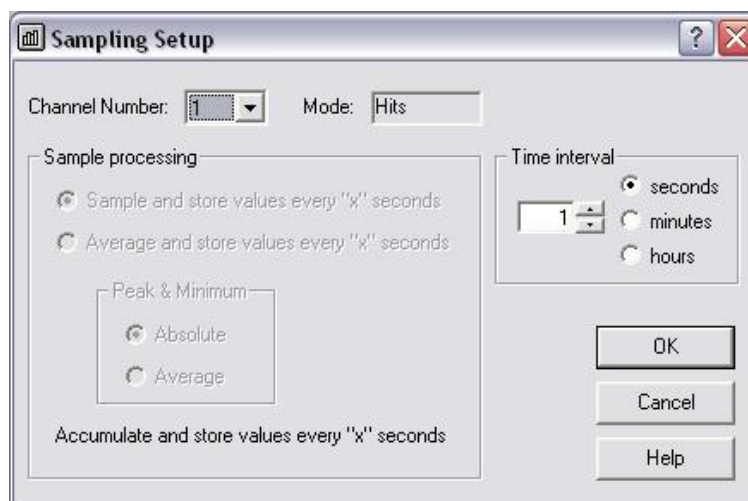 Sampling Setup
Channel Number: 1 Mode: Hits
Sample processing
Sample and store values every "x" seconds
Average and store values every "x" seconds
Peak & Minimum
Absolute
Average
Accumulate and store values every "x" seconds
Time interval
1
seconds
minutes
hours
OK
Cancel
Help